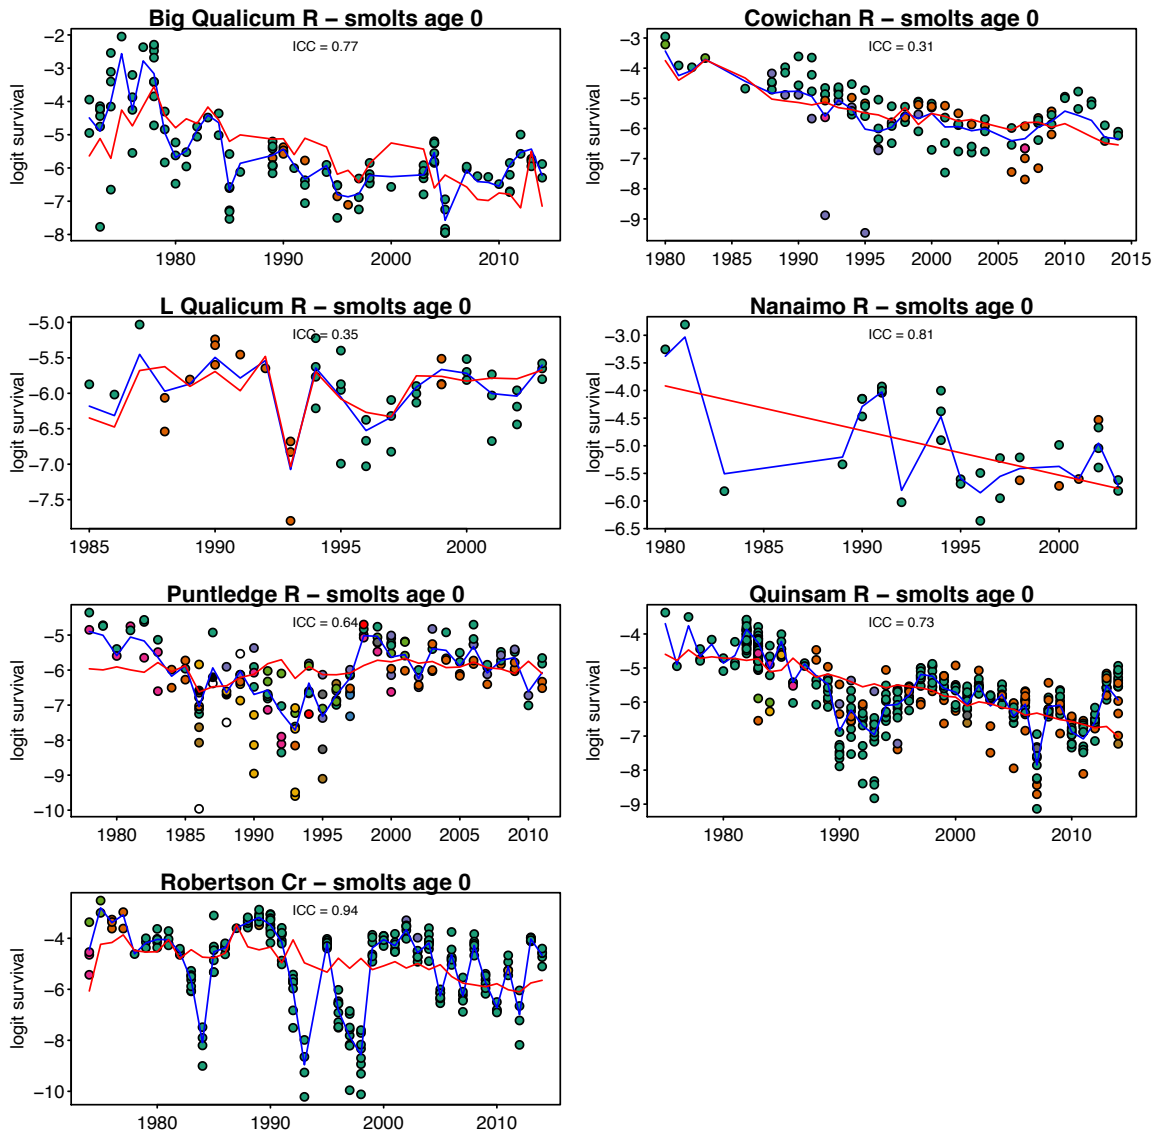 Big Qualicum R − smolts age 0
ICC = 0.77
logit survival
−2
−3
−4
−5
−6
−7
−8
1980 1990 2000 2010
Cowichan R − smolts age 0
ICC = 0.31
logit survival
−3
−4
−5
−6
−7
−8
−9
1980 1985 1990 1995 2000 2005 2010 2015
L Qualicum R − smolts age 0
ICC = 0.35
logit survival
−5.0
−5.5
−6.0
−6.5
−7.0
−7.5
1985 1990 1995 2000
Nanaimo R − smolts age 0
ICC = 0.81
logit survival
−3.0
−3.5
−4.0
−4.5
−5.0
−5.5
−6.0
−6.5
1980 1985 1990 1995 2000
Puntledge R − smolts age 0
ICC = 0.64
logit survival
−5
−6
−7
−8
−9
−10
1980 1985 1990 1995 2000 2005 2010
Quinsam R − smolts age 0
ICC = 0.73
logit survival
−4
−5
−6
−7
−8
−9
1980 1990 2000 2010
Robertson Cr − smolts age 0
ICC = 0.94
logit survival
−4
−6
−8
−10
1980 1990 2000 2010